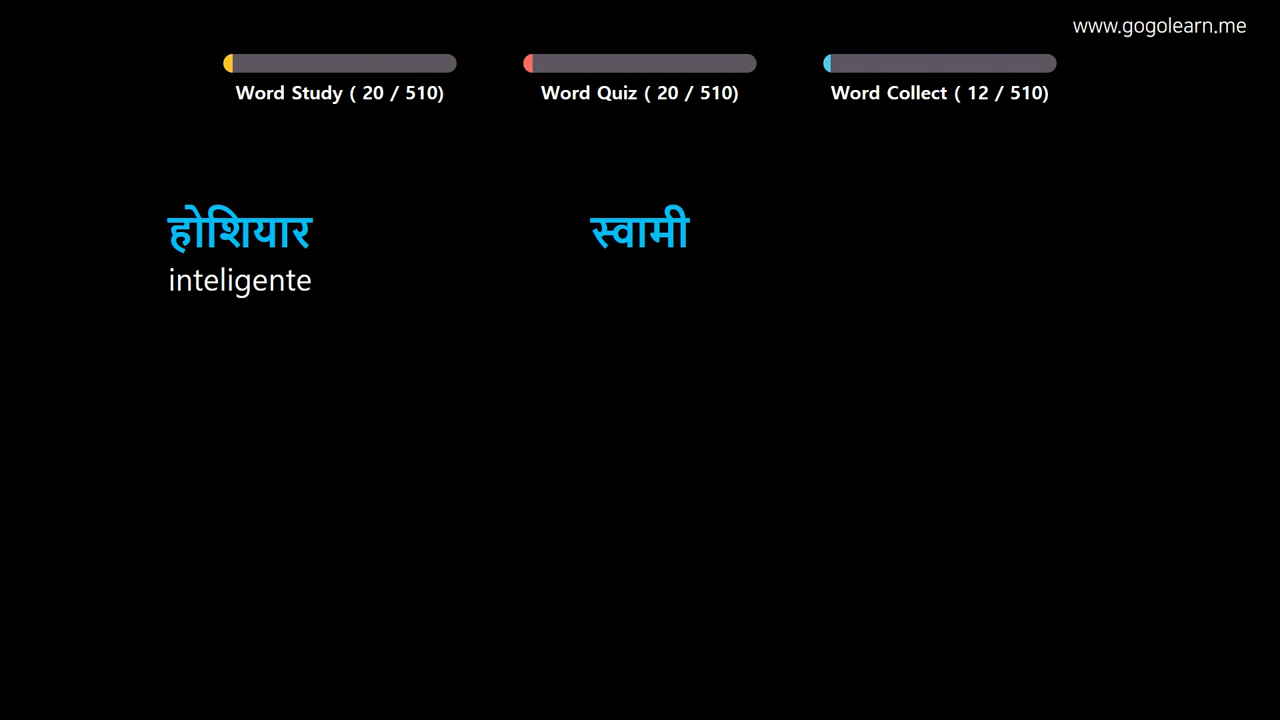 www.gogolearn.me
Word Study ( 20 / 510)
Word Quiz ( 20 / 510)
Word Collect ( 12 / 510)
होशियार
inteligente
स्वामी